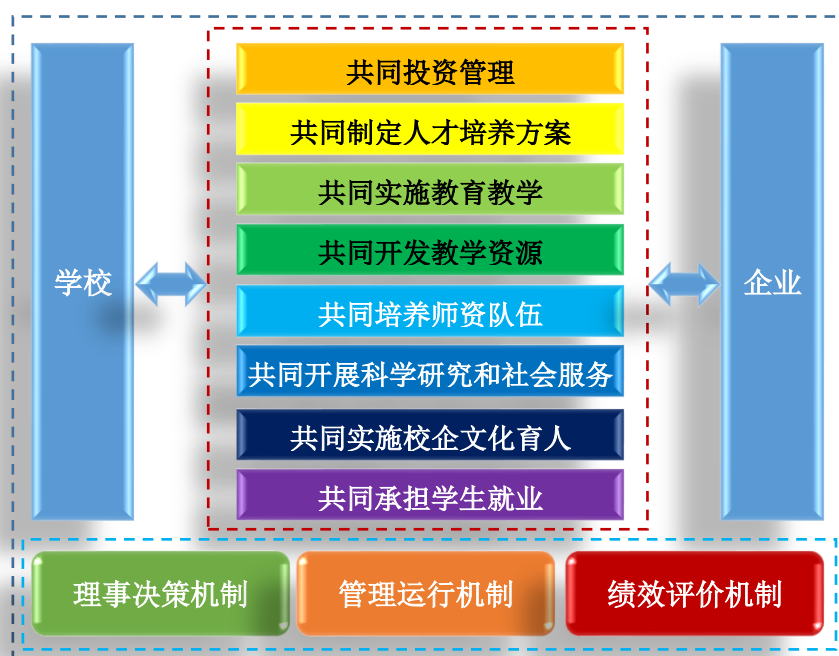 共同投资管理
共同制定人才培养方案
共同实施教育教学
共同开发教学资源
学校
企业
共同培养师资队伍
共同开展科学研究和社会服务
共同实施校企文化育人
共同承担学生就业
理事决策机制
管理运行机制
绩效评价机制